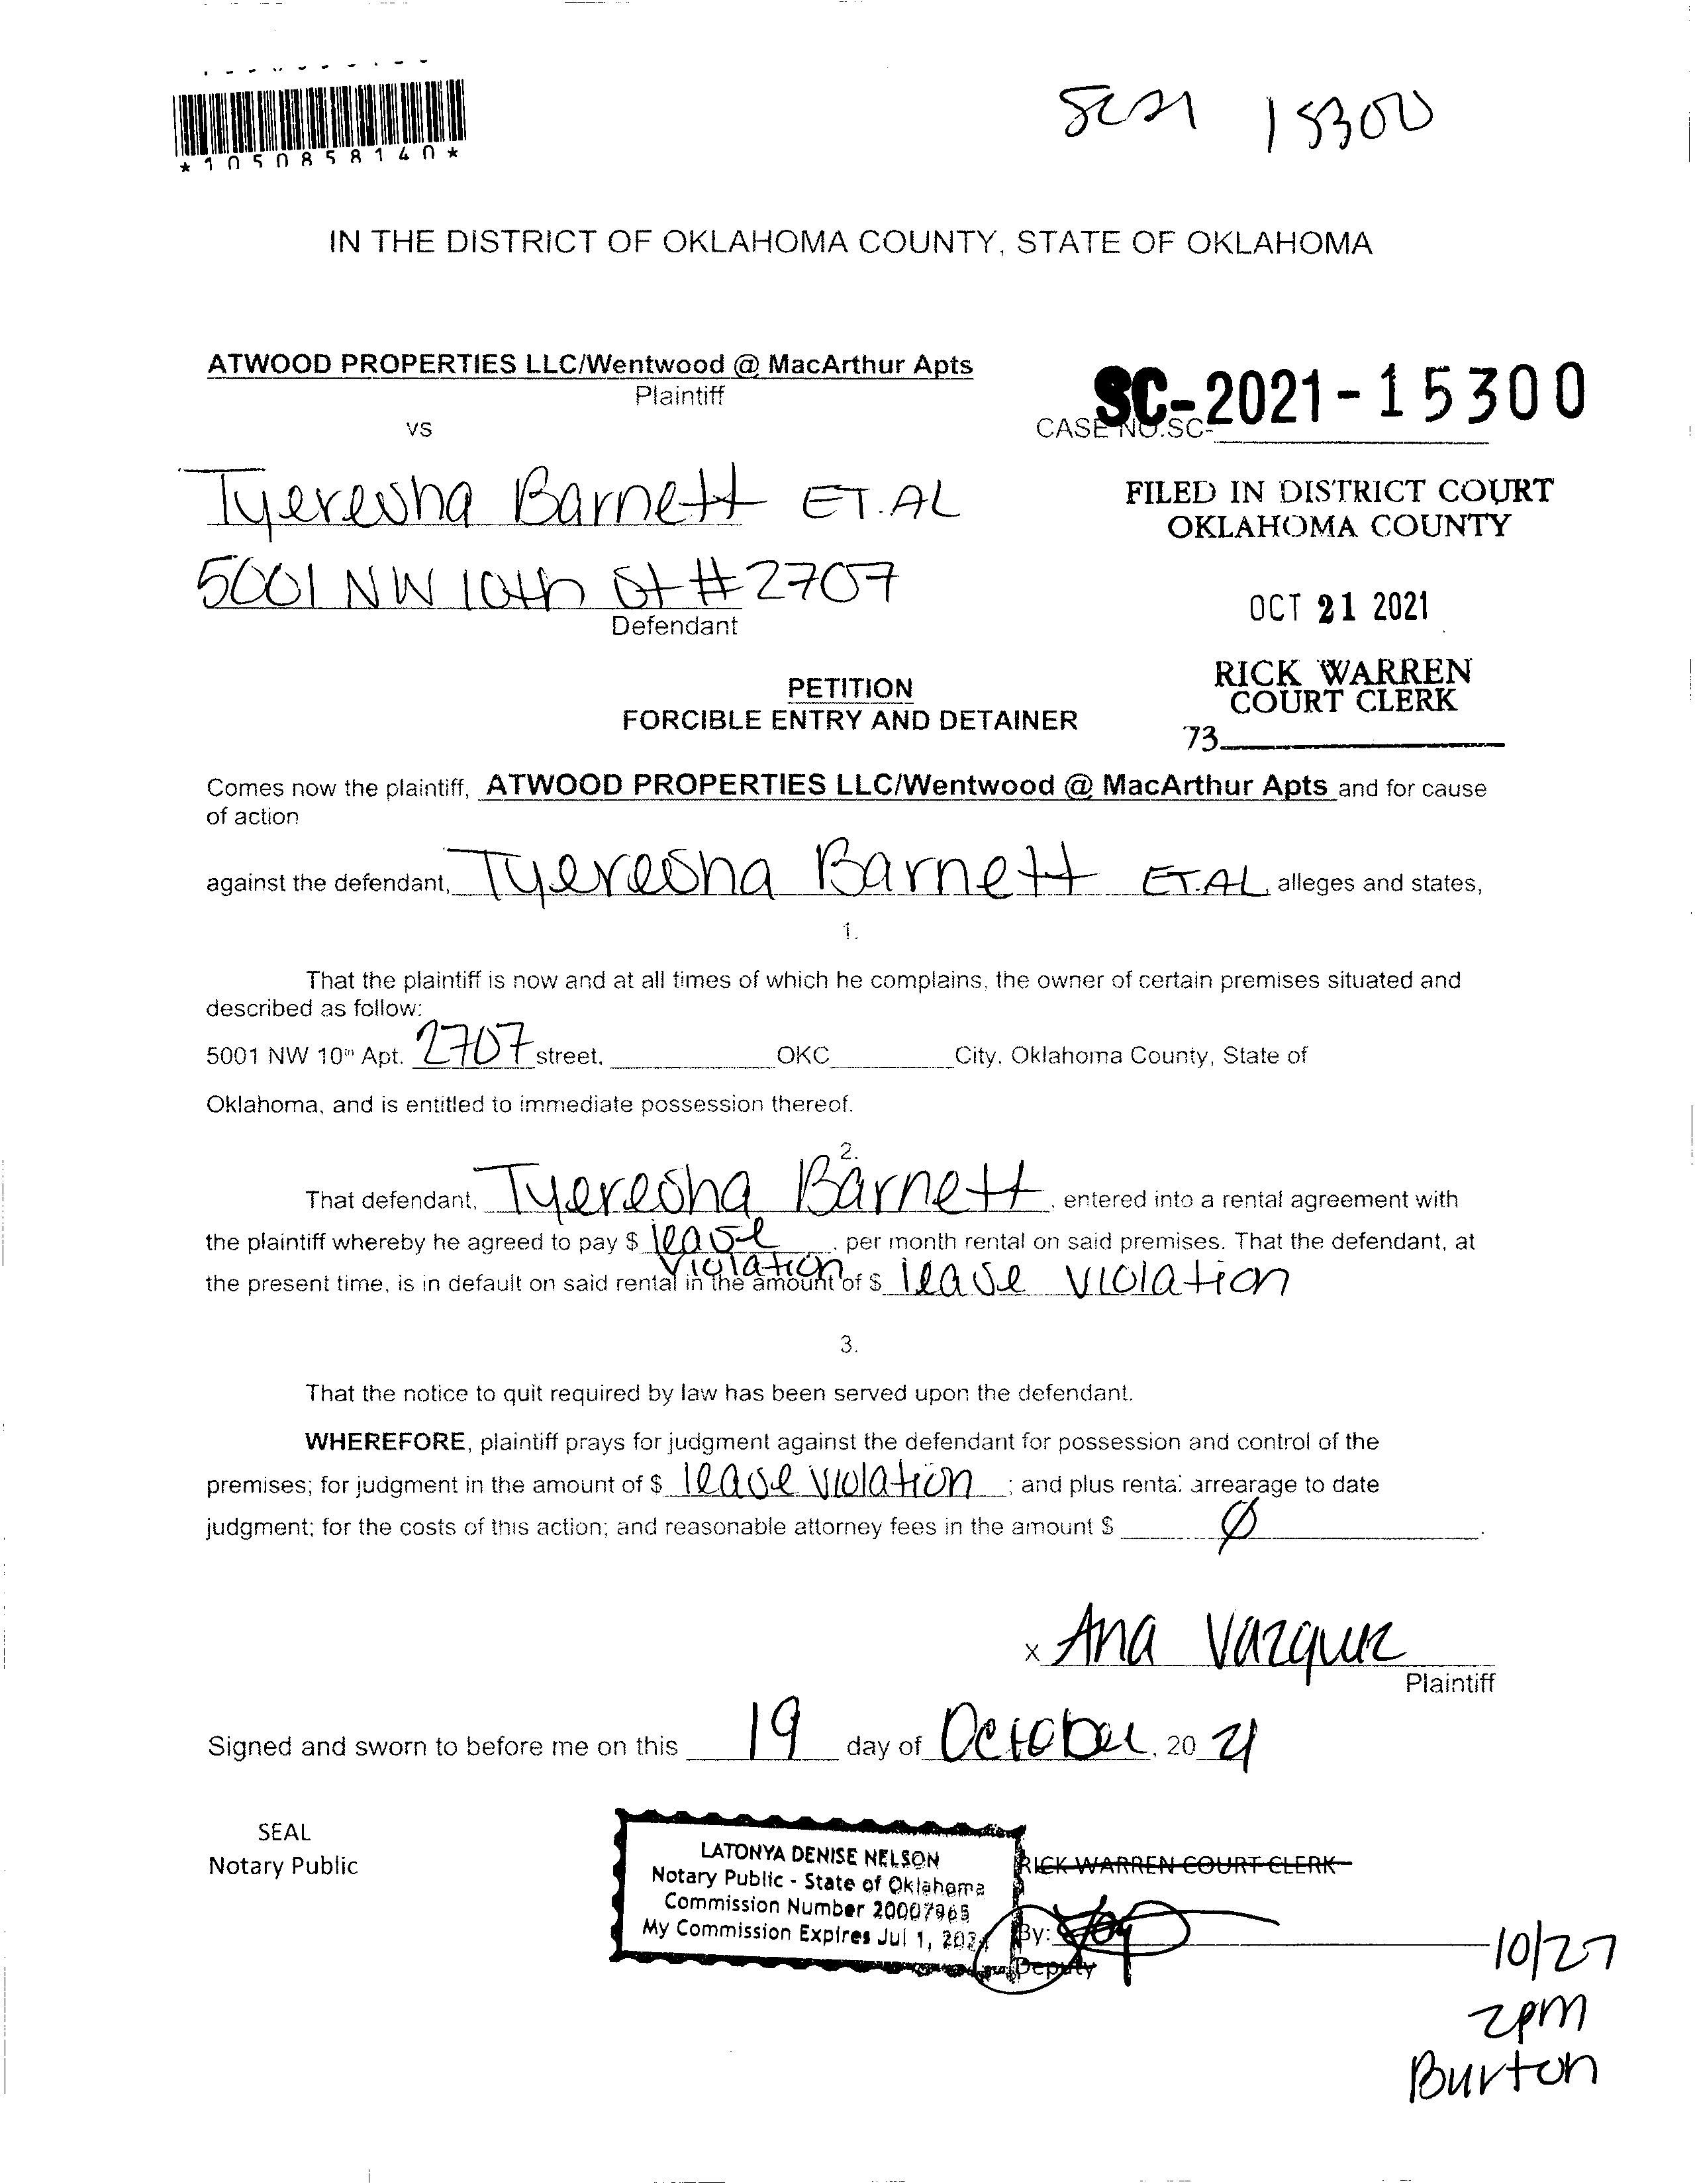 *1050858140*
SC21 15300
IN THE DISTRICT OF OKLAHOMA COUNTY, STATE OF OKLAHOMA
ATWOOD PROPERTIES LLC/Wentwood @ MacArthur Apts
Plaintiff
vs
CASE NO.SC-
SC-2021-15300
Tyeresha Barnett ET.AL
5001 NW 10th St #2707
Defendant
FILED IN DISTRICT COURT
OKLAHOMA COUNTY
OCT 21 2021
RICK WARREN
COURT CLERK
73
PETITION
FORCIBLE ENTRY AND DETAINER
Comes now the plaintiff, ATWOOD PROPERTIES LLC/Wentwood @ MacArthur Apts and for cause
of action
against the defendant, Tyeresha Barnett ET.AL alleges and states,
1.
That the plaintiff is now and at all times of which he complains, the owner of certain premises situated and
described as follow:
5001 NW 10th Apt. 2707 street, OKC City, Oklahoma County, State of
Oklahoma, and is entitled to immediate possession thereof.
2.
That defendant, Tyeresha Barnett, entered into a rental agreement with
the plaintiff whereby he agreed to pay $ lease violation, per month rental on said premises. That the defendant, at
the present time, is in default on said rental in the amount of $ lease violation
3.
That the notice to quit required by law has been served upon the defendant.
WHEREFORE, plaintiff prays for judgment against the defendant for possession and control of the
premises; for judgment in the amount of $ lease violation; and plus rental arrearage to date
judgment; for the costs of this action; and reasonable attorney fees in the amount $ Ø.
x Ana Vazquez
Plaintiff
Signed and sworn to before me on this 19 day of October, 20 21
SEAL
Notary Public
LATONYA DENISE NELSON
Notary Public - State of Oklahoma
Commission Number 20007965
My Commission Expires Jul 1, 2024
RICK WARREN COURT CLERK
By:
Deputy
10/27
2pm
Burton